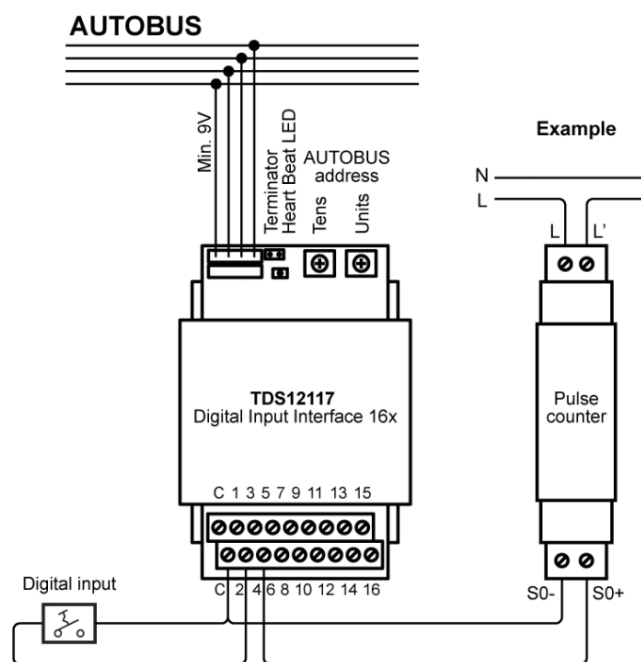 AUTOBUS
Min. 9V
Terminator
Heart Beat LED
AUTOBUS
address
Tens
Units
Example
N
L
L L'
TDS12117
Digital Input Interface 16x
Pulse
counter
C 1 3 5 7 9 11 13 15
C 2 4 6 8 10 12 14 16
Digital input
S0- S0+